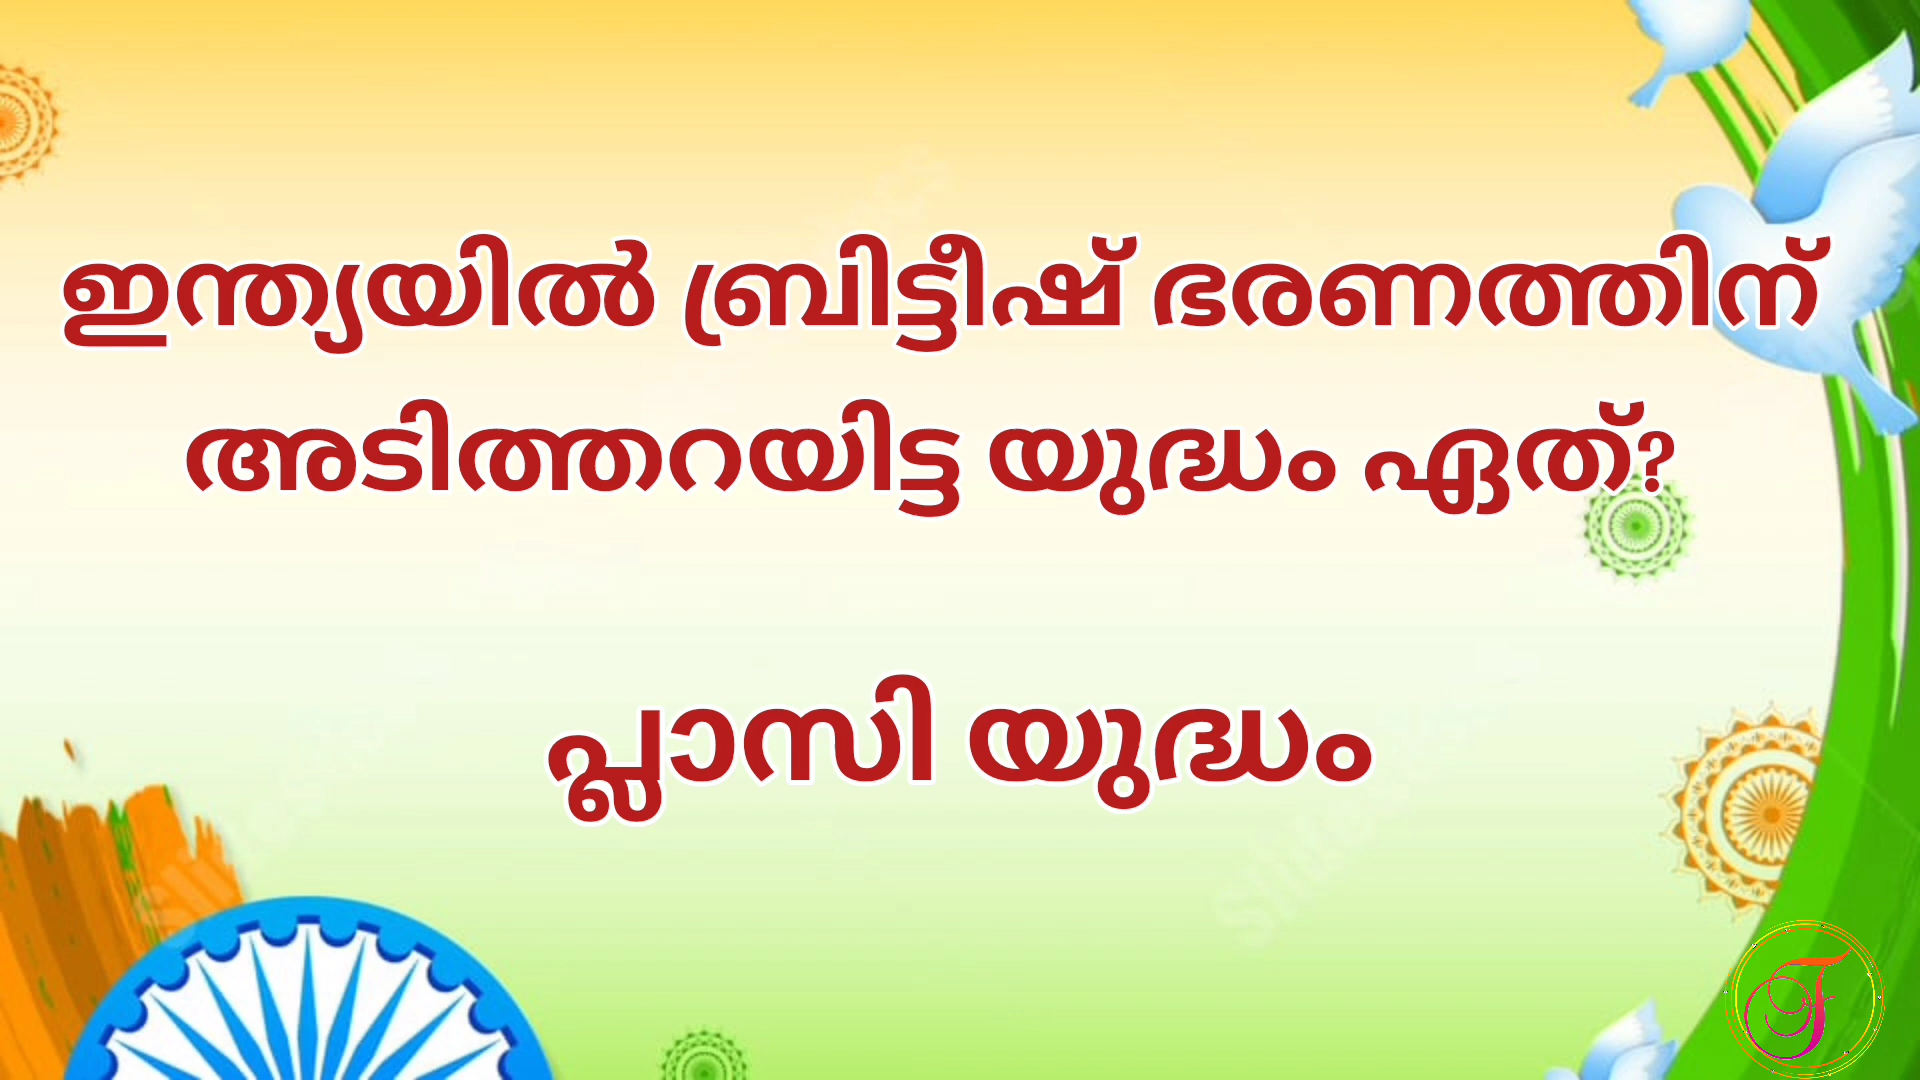 ഇന്ത്യയിൽ ബ്രിട്ടീഷ് ഭരണത്തിന്
അടിത്തറയിട്ട യുദ്ധം ഏത്?
പ്ലാസി യുദ്ധം